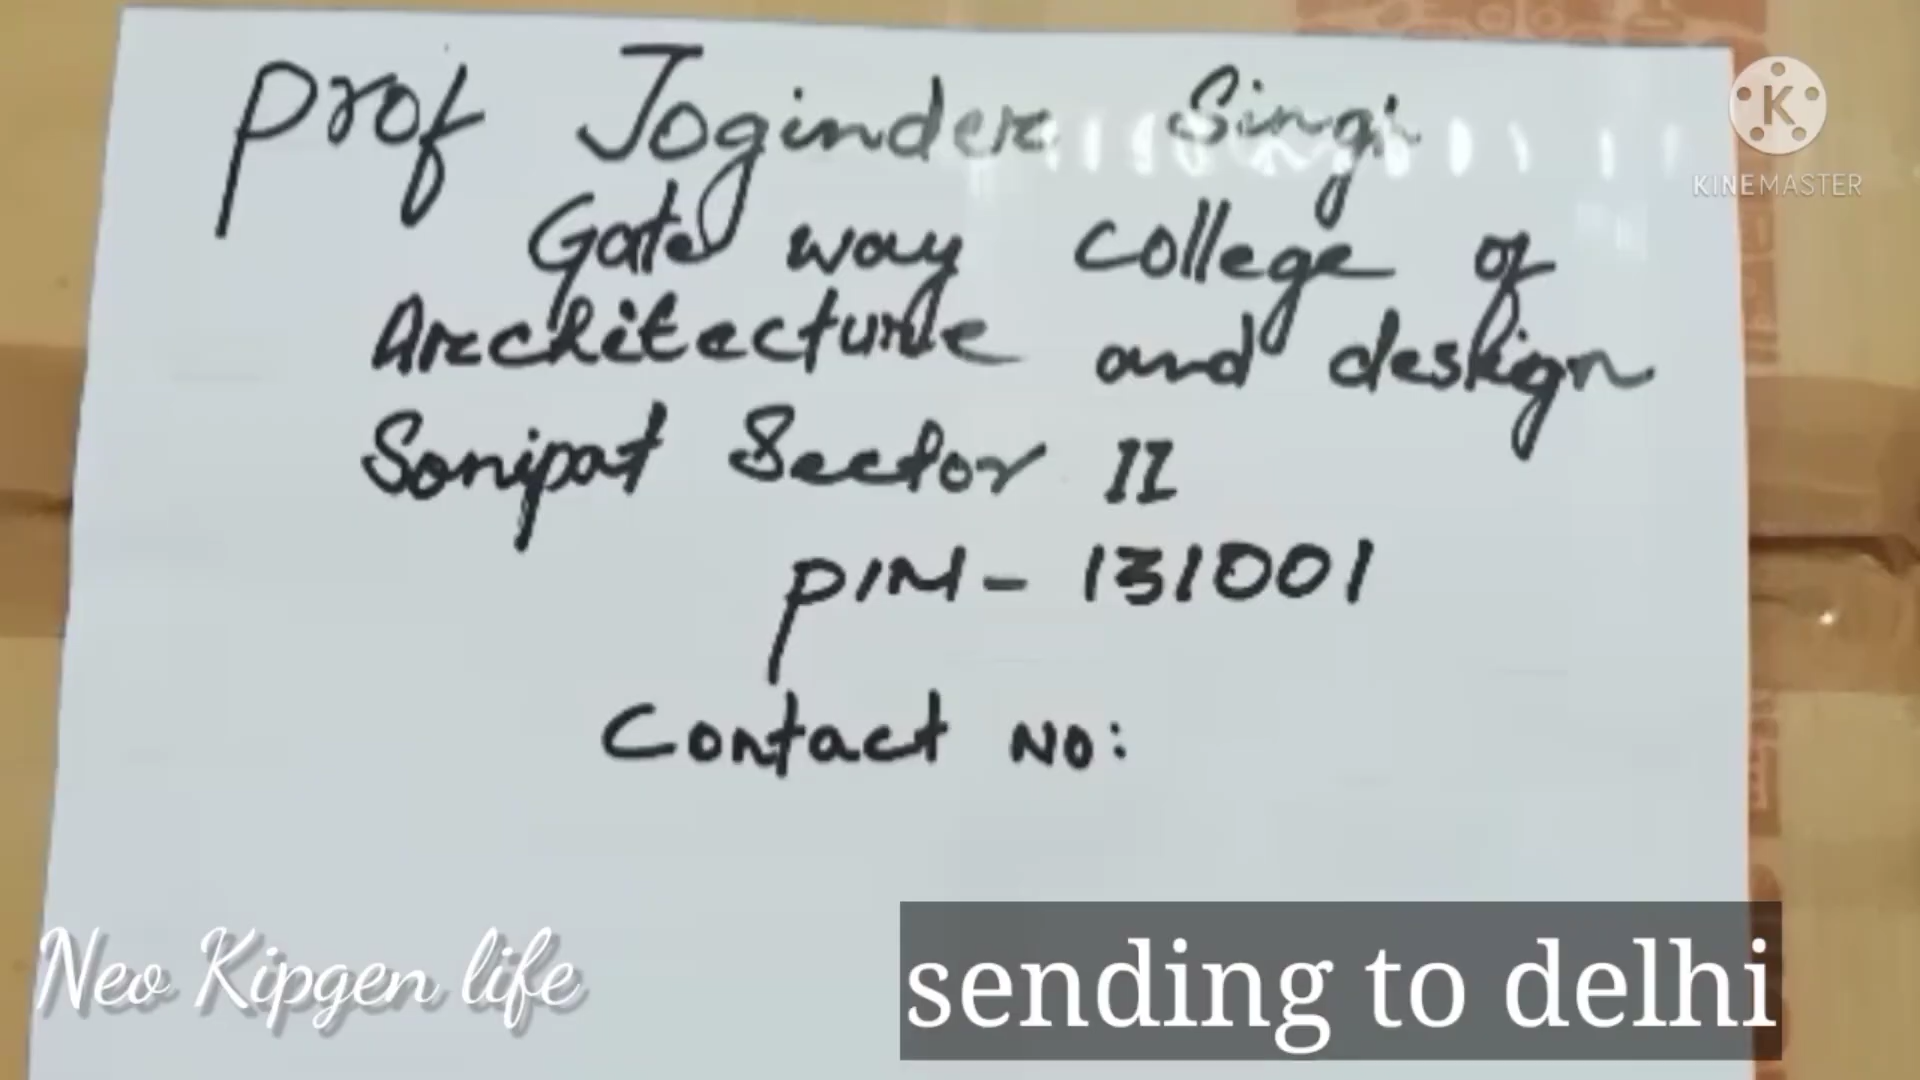 Prof Joginder Singh
Gate way college of
Architecture and design
Sonipat Sector II
PIN - 131001
Contact No:
K
KINEMASTER
Neo Kipgen life
sending to delhi